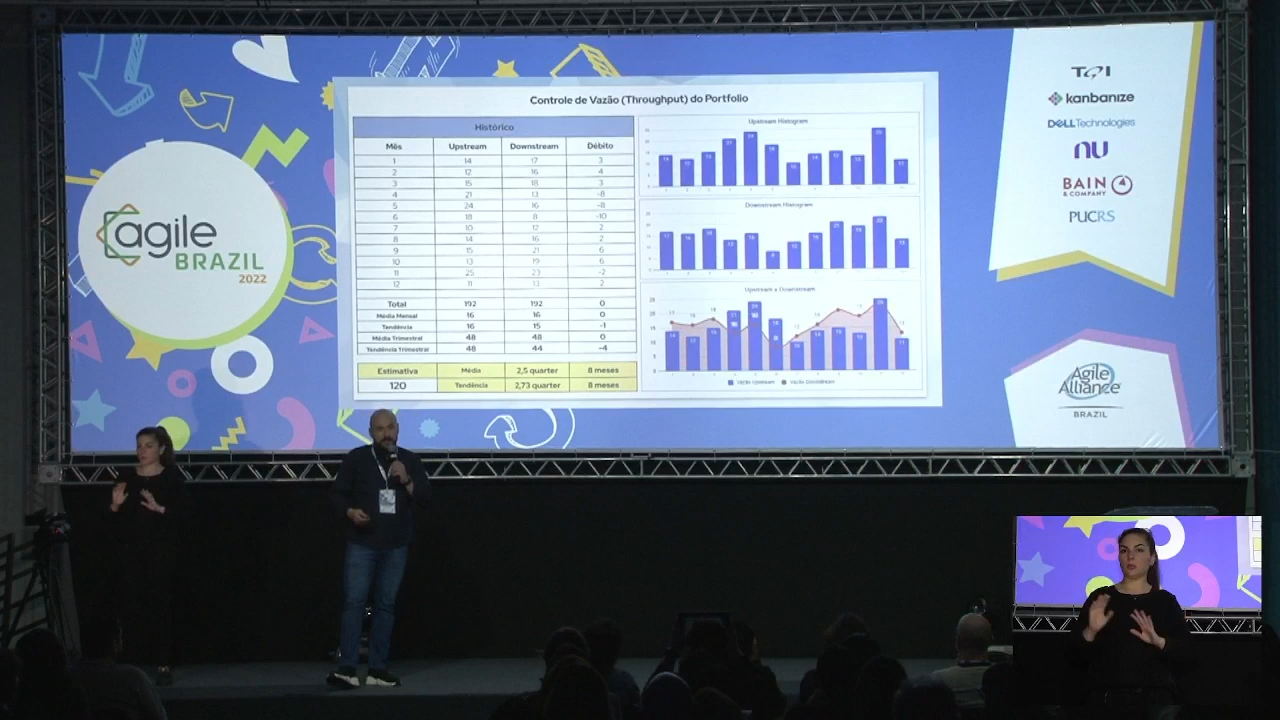 agile
BRAZIL
2022
Controle de Vazão (Throughput) do Portfolio
Histórico
Mês Upstream Downstream Débito
1 14 17 3
2 12 16 4
3 15 18 3
4 21 13 -8
5 24 16 -8
6 18 8 -10
7 10 12 2
8 14 16 2
9 15 21 6
10 13 19 6
11 25 23 -2
12 11 13 2
Total 192 192 0
Média Mensal 16 16 0
Tendência 16 15 -1
Média Trimestral 48 48 0
Tendência Trimestral 48 44 -4
Estimativa Média 2,5 quarter 8 meses
120 Tendência 2,73 quarter 8 meses
Upstream Histogram
Downstream Histogram
Upstream x Downstream
Vazão Upstream Vazão Downstream
kanbanize
DELL Technologies
nu
BAIN
& COMPANY
PUCRS
Agile
Alliance
BRAZIL